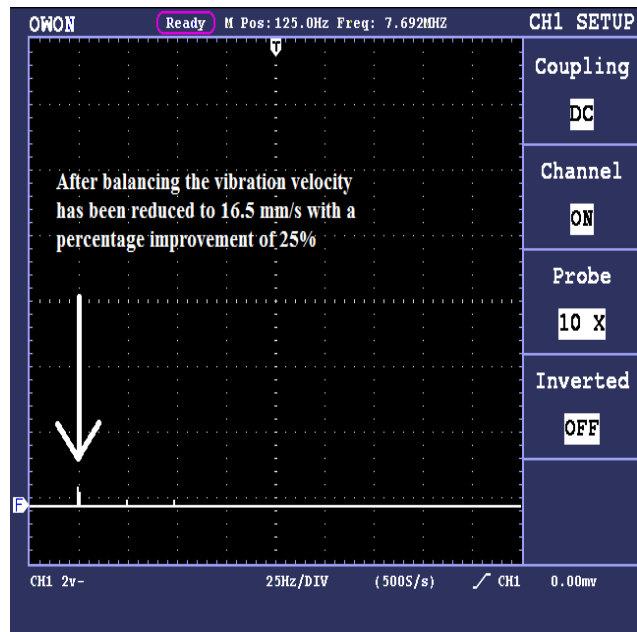 OWON Ready M Pos:125.0Hz Freq: 7.692MHZ CH1 SETUP
T
Coupling
DC
Channel
ON
Probe
10 X
Inverted
OFF
After balancing the vibration velocity
has been reduced to 16.5 mm/s with a
percentage improvement of 25%
F
CH1 2v~ 25Hz/DIV (500S/s) CH1 0.00mv